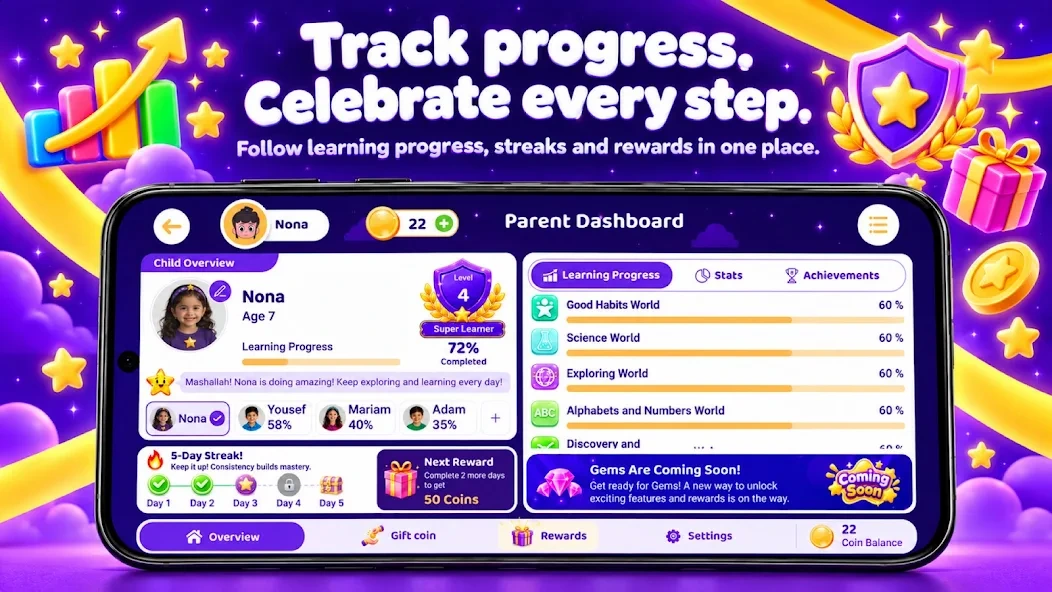 Track progress.
Celebrate every step.
Follow learning progress, streaks and rewards in one place.
Nona
22
Parent Dashboard
Child Overview
Nona
Age 7
Learning Progress
Level
4
Super Learner
72%
Completed
Mashallah! Nona is doing amazing! Keep exploring and learning every day!
Nona
Yousef
58%
Mariam
40%
Adam
35%
+
5-Day Streak!
Keep it up! Consistency builds mastery.
Day 1
Day 2
Day 3
Day 4
Day 5
Next Reward
Complete 2 more days
to get
50 Coins
Learning Progress
Stats
Achievements
Good Habits World
60 %
Science World
60 %
Exploring World
60 %
ABC
Alphabets and Numbers World
60 %
Discovery and
Gems Are Coming Soon!
Get ready for Gems! A new way to unlock
exciting features and rewards is on the way.
Coming
Soon
Overview
Gift coin
Rewards
Settings
22
Coin Balance